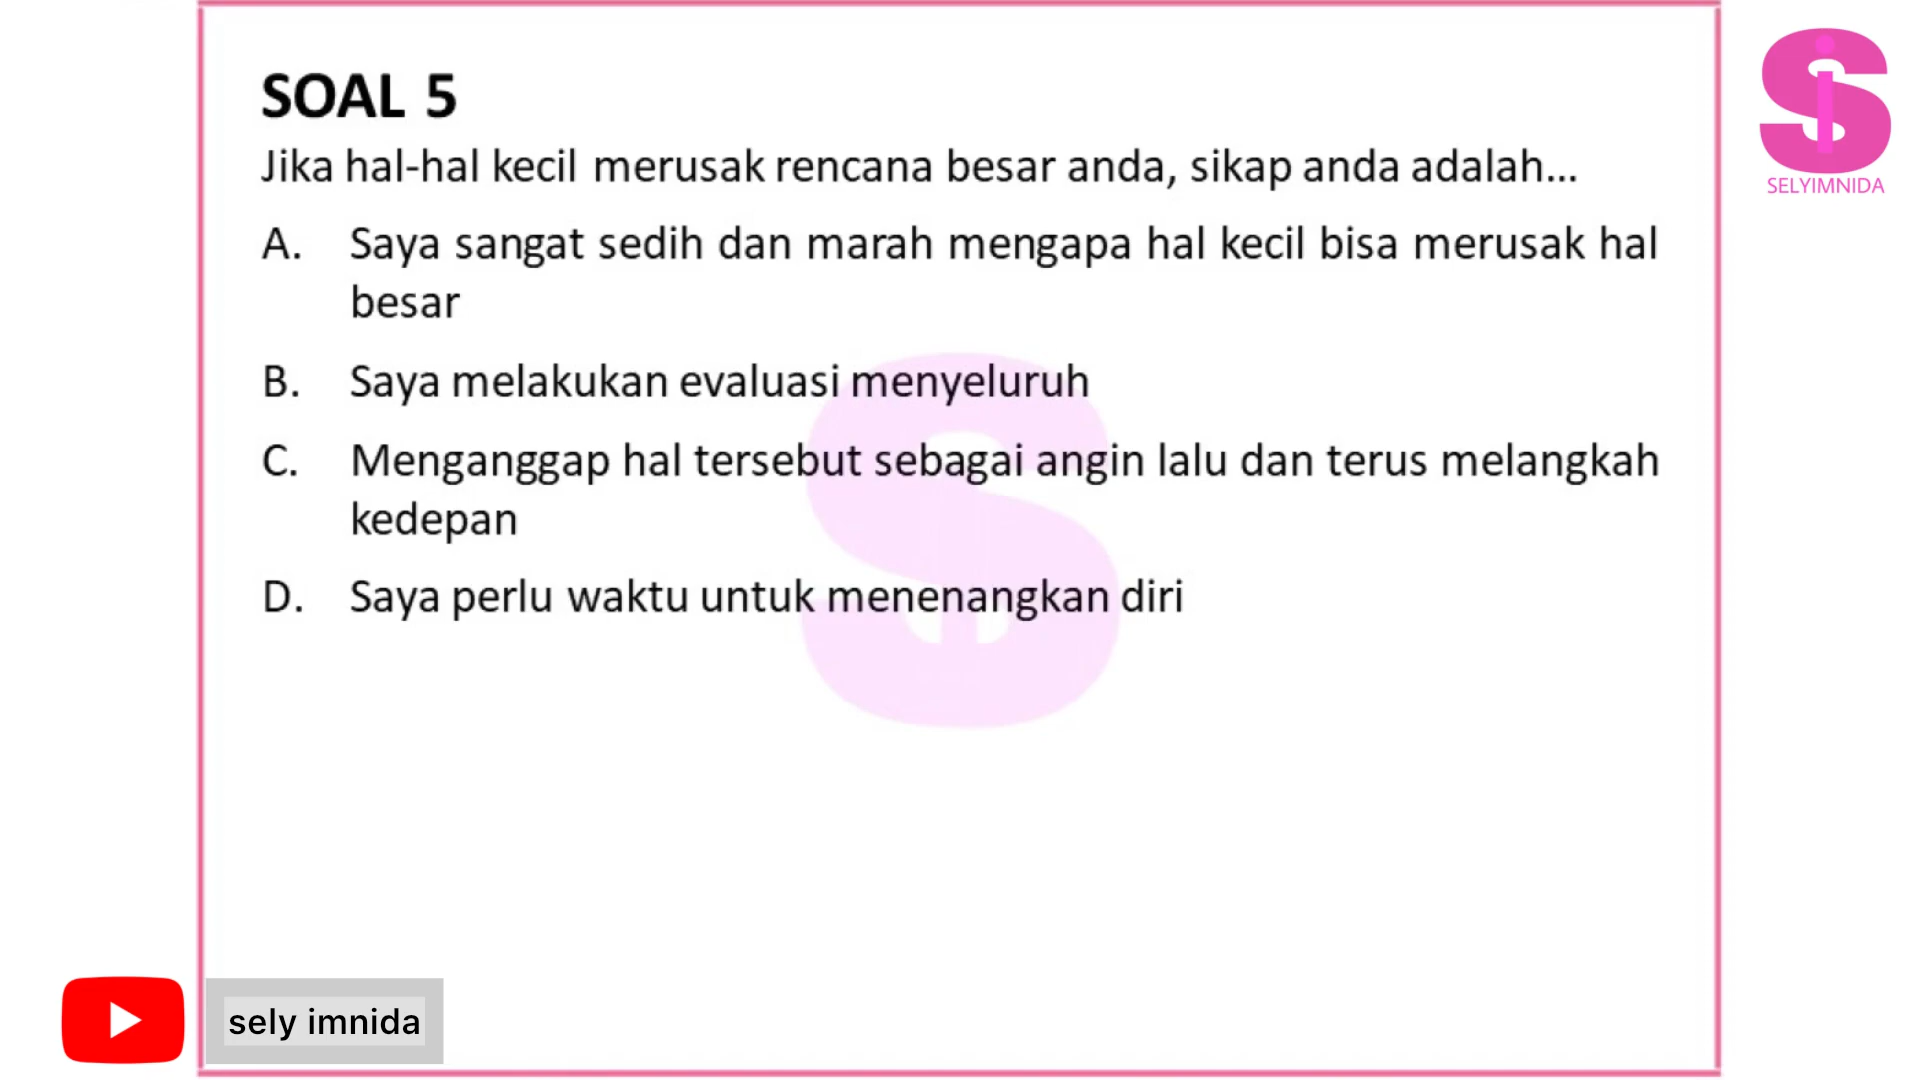 SOAL 5
Jika hal-hal kecil merusak rencana besar anda, sikap anda adalah...
A. Saya sangat sedih dan marah mengapa hal kecil bisa merusak hal
besar
B. Saya melakukan evaluasi menyeluruh
C. Menganggap hal tersebut sebagai angin lalu dan terus melangkah
kedepan
D. Saya perlu waktu untuk menenangkan diri
SELYIMNIDA
sely imnida